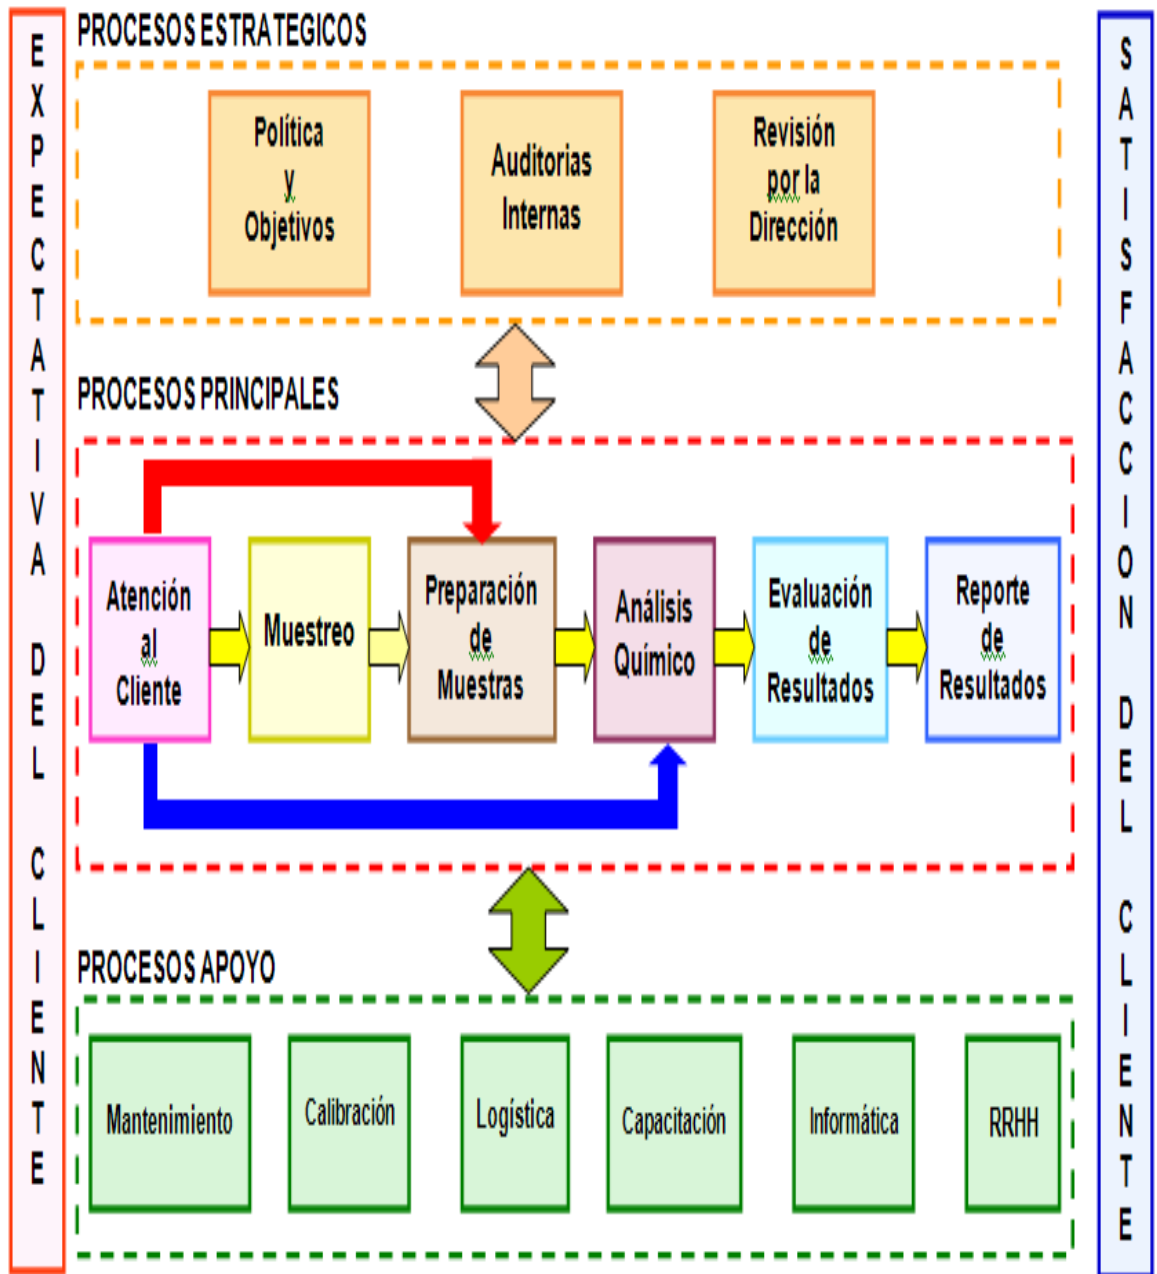 EXPECTATIVA DEL CLIENTE
PROCESOS ESTRATEGICOS
Política
y
Objetivos
Auditorias
Internas
Revisión
por la
Dirección
PROCESOS PRINCIPALES
Atención
al
Cliente
Muestreo
Preparación
de
Muestras
Análisis
Químico
Evaluación
de
Resultados
Reporte
de
Resultados
PROCESOS APOYO
Mantenimiento
Calibración
Logística
Capacitación
Informática
RRHH
SATISFACCION DEL CLIENTE